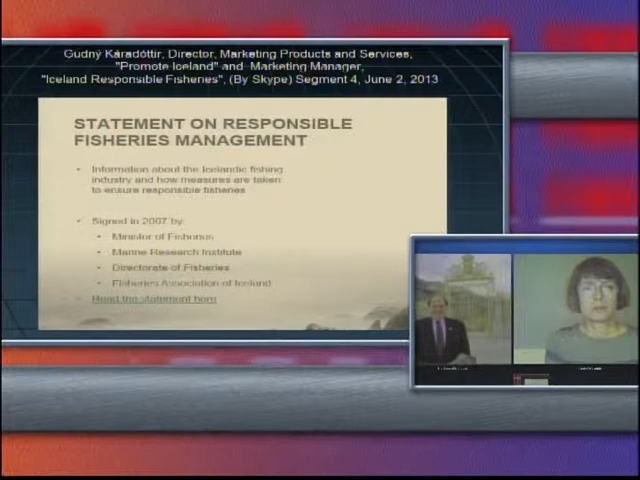 Gudný Káradóttir, Director, Marketing Products and Services,
"Promote Iceland" and Marketing Manager,
"Iceland Responsible Fisheries", (By Skype) Segment 4, June 2, 2013
STATEMENT ON RESPONSIBLE
FISHERIES MANAGEMENT
• Information about the Icelandic fishing
industry and how measures are taken
to ensure responsible fisheries
• Signed in 2007 by:
• Minister of Fisheries
• Marine Research Institute
• Directorate of Fisheries
• Fisheries Association of Iceland
• Read the statement here